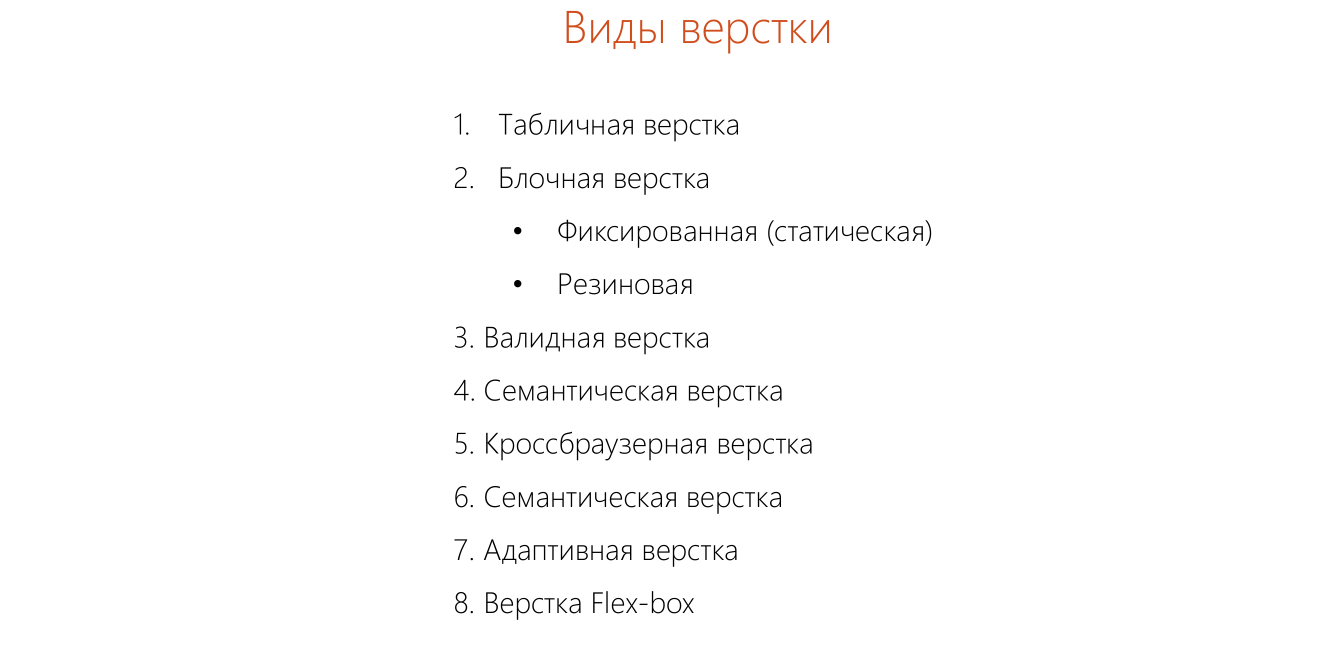 Виды верстки
1. Табличная верстка
2. Блочная верстка
• Фиксированная (статическая)
• Резиновая
3. Валидная верстка
4. Семантическая верстка
5. Кроссбраузерная верстка
6. Семантическая верстка
7. Адаптивная верстка
8. Верстка Flex-box